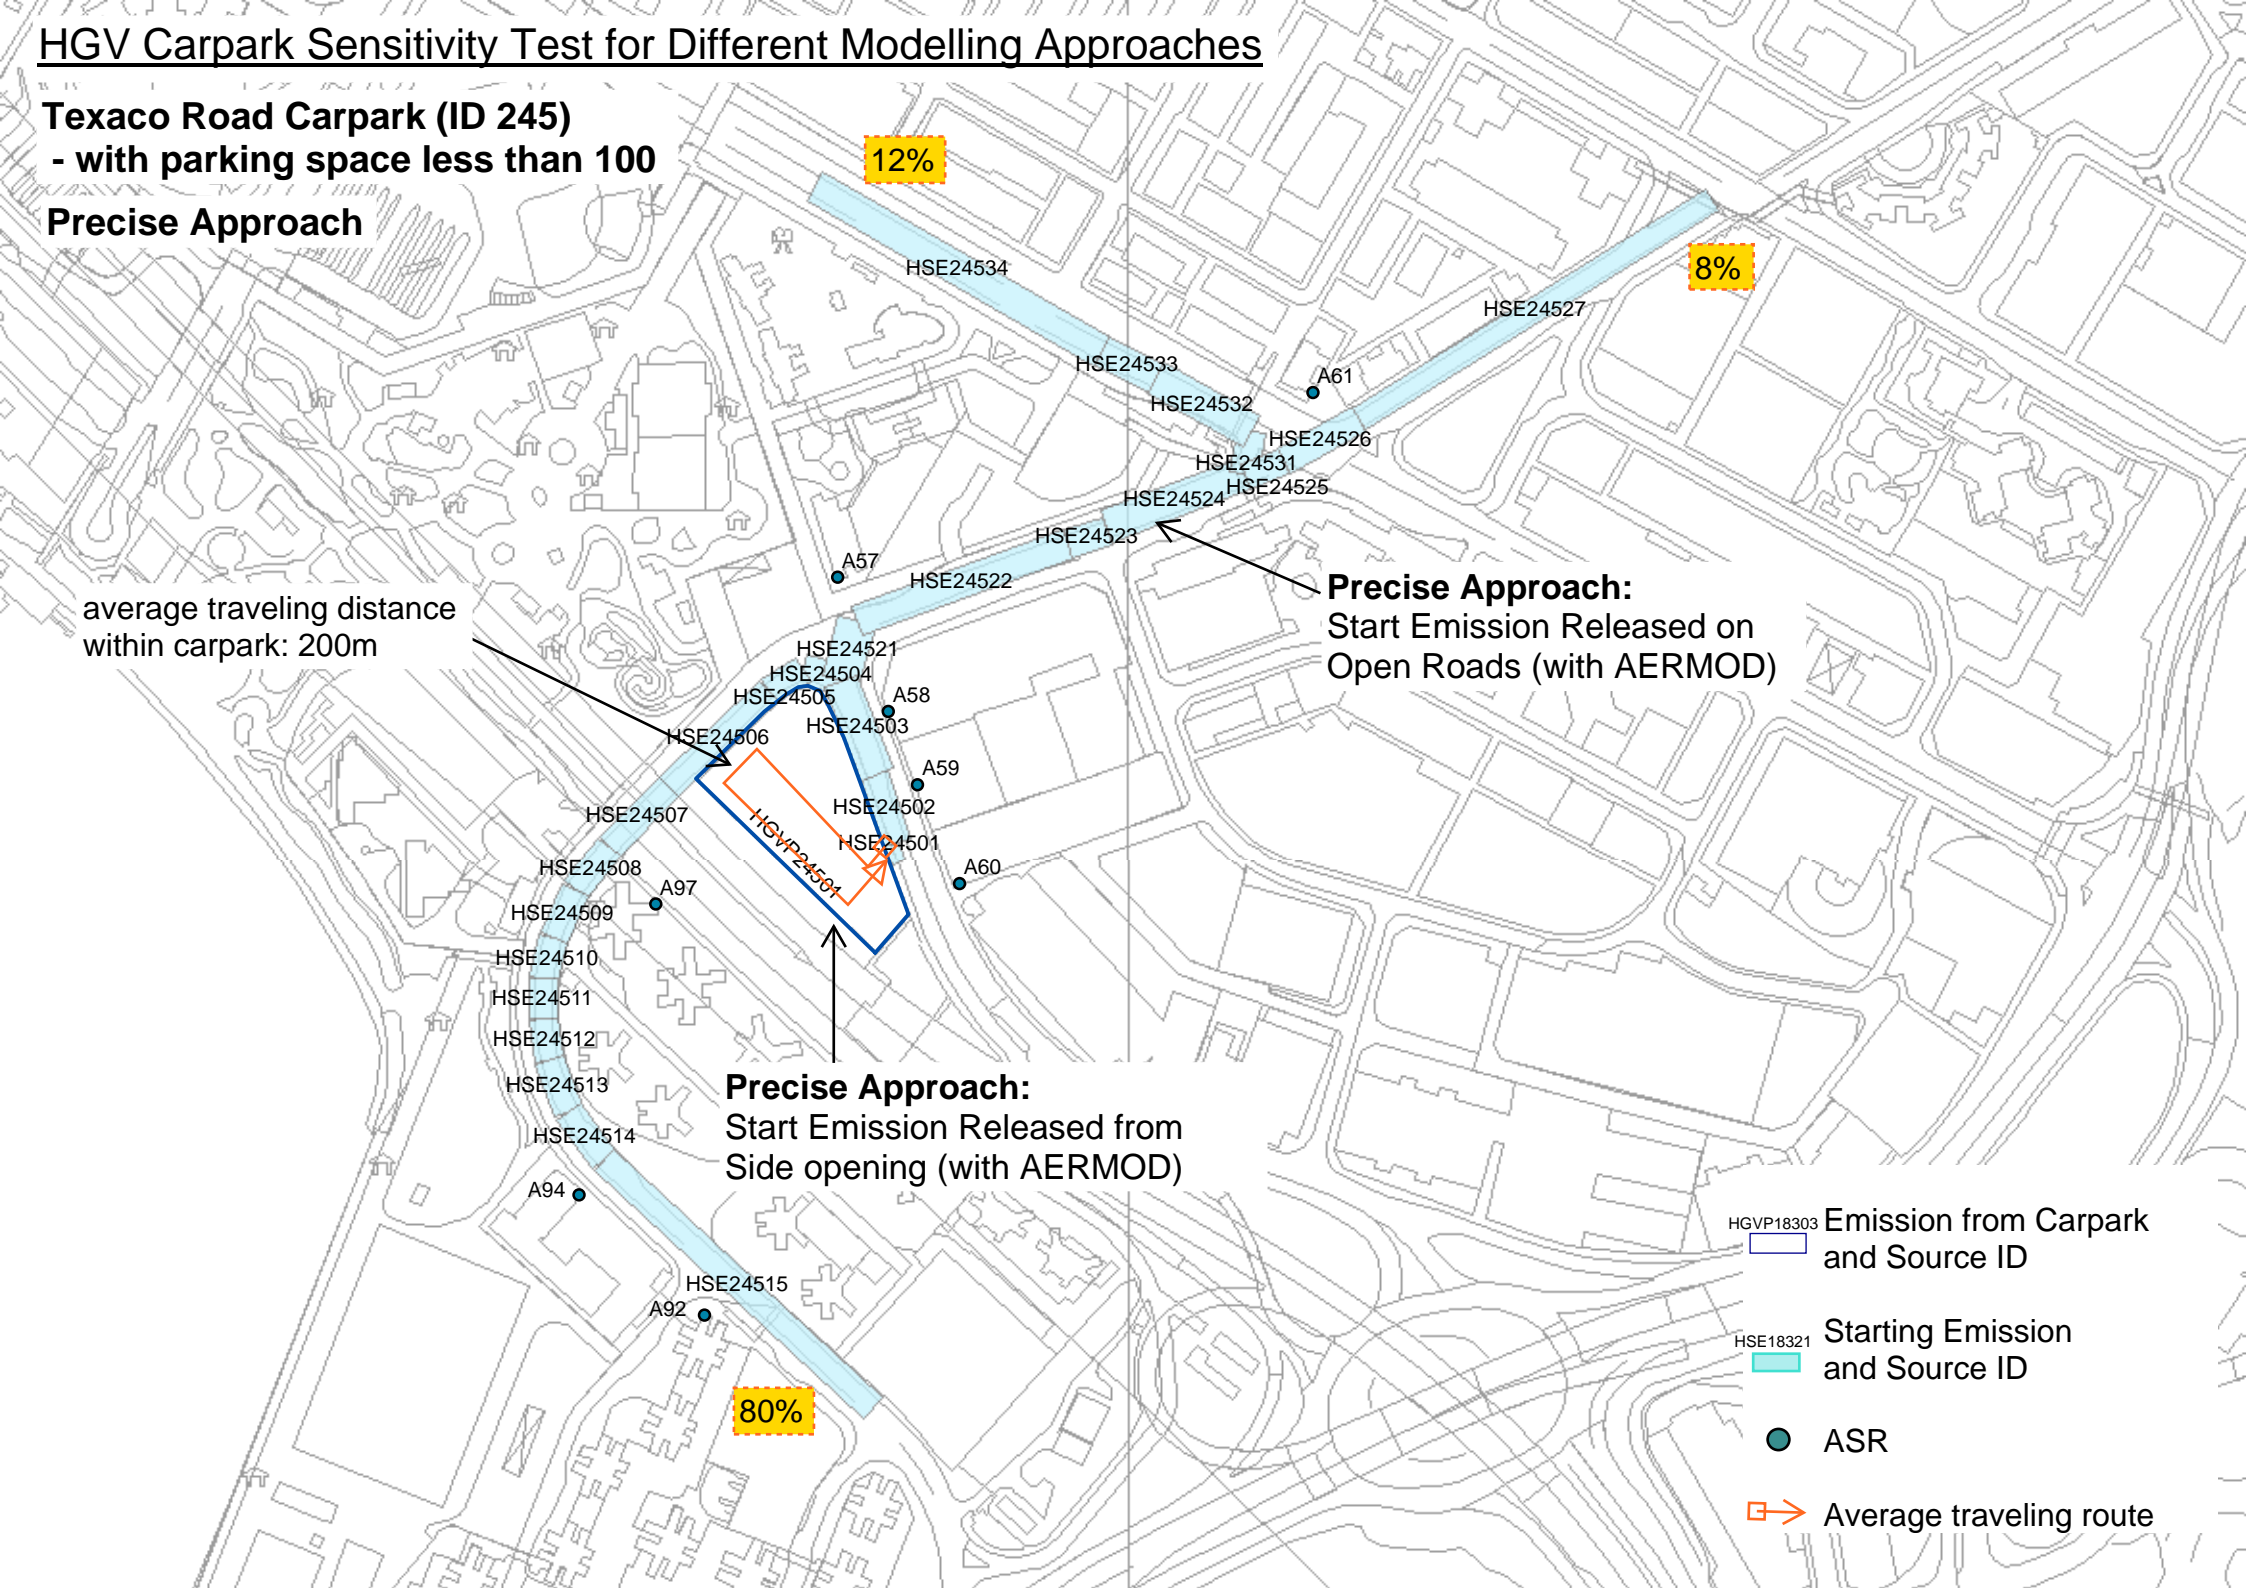 HGV Carpark Sensitivity Test for Different Modelling Approaches
Texaco Road Carpark (ID 245)
- with parking space less than 100
Precise Approach
12%
8%
HSE24534
HSE24527
HSE24533
A61
HSE24532
HSE24526
HSE24531
HSE24525
HSE24524
HSE24523
A57
HSE24522
Precise Approach:
Start Emission Released on
Open Roads (with AERMOD)
average traveling distance
within carpark: 200m
HSE24521
HSE24504
HSE24505
A58
HSE24503
HSE24506
A59
HSE24502
HSE24507
HGVP24501
HSE24501
HSE24508
A60
A97
HSE24509
HSE24510
HSE24511
HSE24512
HSE24513
HSE24514
Precise Approach:
Start Emission Released from
Side opening (with AERMOD)
A94
HSE24515
A92
80%
HGVP18303 Emission from Carpark
and Source ID
HSE18321 Starting Emission
and Source ID
ASR
Average traveling route